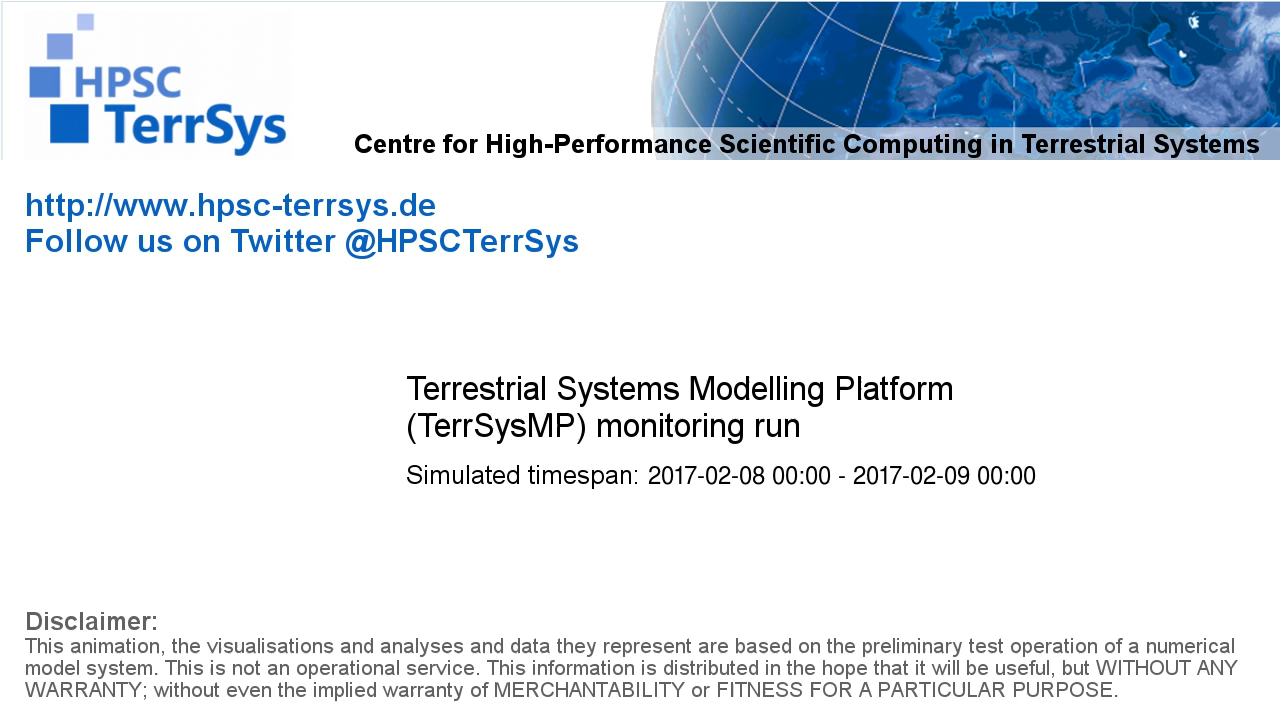 HPSC
TerrSys
Centre for High-Performance Scientific Computing in Terrestrial Systems
http://www.hpsc-terrsys.de
Follow us on Twitter @HPSCTerrSys
Terrestrial Systems Modelling Platform
(TerrSysMP) monitoring run
Simulated timespan: 2017-02-08 00:00 - 2017-02-09 00:00
Disclaimer:
This animation, the visualisations and analyses and data they represent are based on the preliminary test operation of a numerical
model system. This is not an operational service. This information is distributed in the hope that it will be useful, but WITHOUT ANY
WARRANTY; without even the implied warranty of MERCHANTABILITY or FITNESS FOR A PARTICULAR PURPOSE.